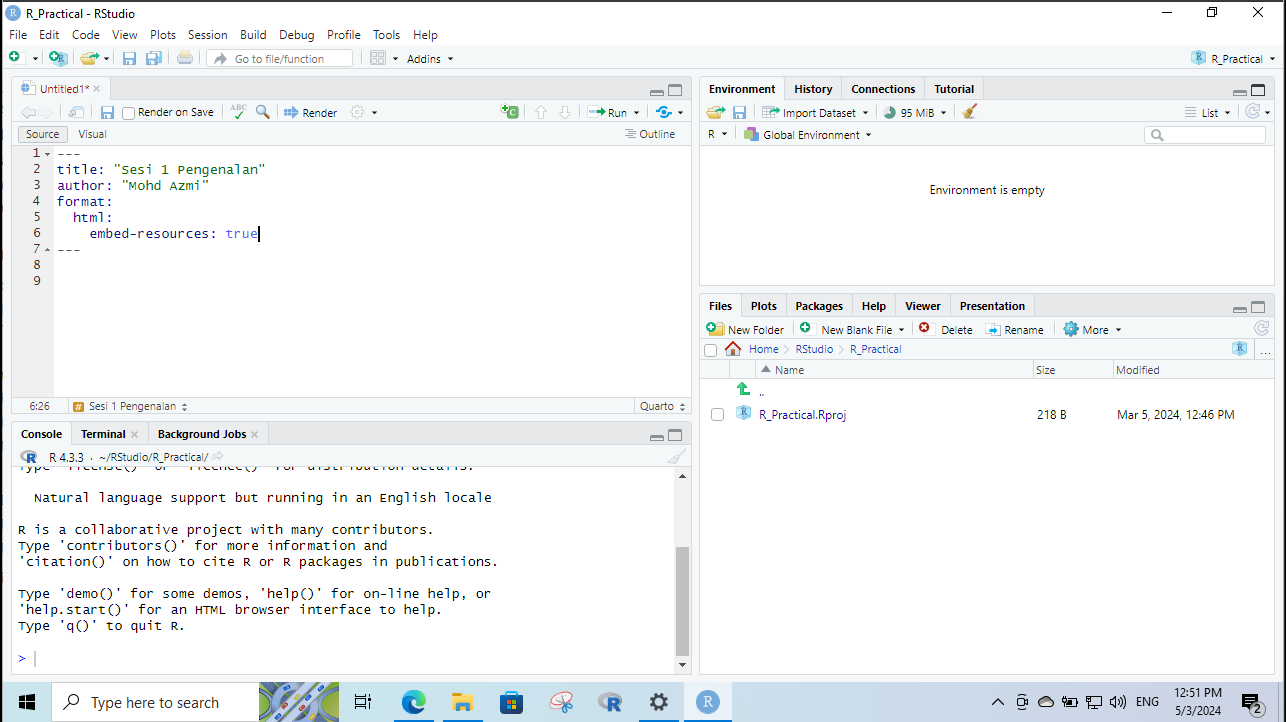 R_Practical - RStudio
File Edit Code View Plots Session Build Debug Profile Tools Help
Go to file/function Addins R_Practical
Untitled1*
Render on Save ABC Render Run
Source Visual Outline
1 ---
2 title: "Sesi 1 Pengenalan"
3 author: "Mohd Azmi"
4 format:
5 html:
6 embed-resources: true
7 ---
8
9
6:26 Sesi 1 Pengenalan Quarto
Console Terminal Background Jobs
R 4.3.3 · ~/RStudio/R_Practical/
Type 'license()' or 'licence()' for distribution details.
Natural language support but running in an English locale
R is a collaborative project with many contributors.
Type 'contributors()' for more information and
'citation()' on how to cite R or R packages in publications.
Type 'demo()' for some demos, 'help()' for on-line help, or
'help.start()' for an HTML browser interface to help.
Type 'q()' to quit R.
>
Environment History Connections Tutorial
Import Dataset 95 MiB List
R Global Environment
Environment is empty
Files Plots Packages Help Viewer Presentation
New Folder New Blank File Delete Rename More
Home RStudio R_Practical ...
Name Size Modified
..
R_Practical.Rproj 218 B Mar 5, 2024, 12:46 PM
Type here to search
ENG
12:51 PM
5/3/2024
2